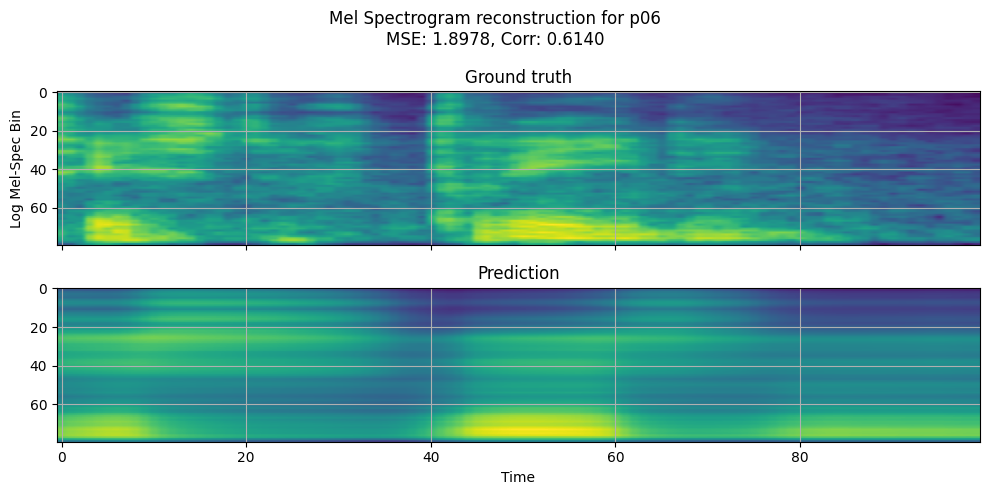 Mel Spectrogram reconstruction for p06
MSE: 1.8978, Corr: 0.6140
Ground truth
0
20
40
60
Log Mel-Spec Bin
Prediction
0
20
40
60
0 20 40 60 80
Time